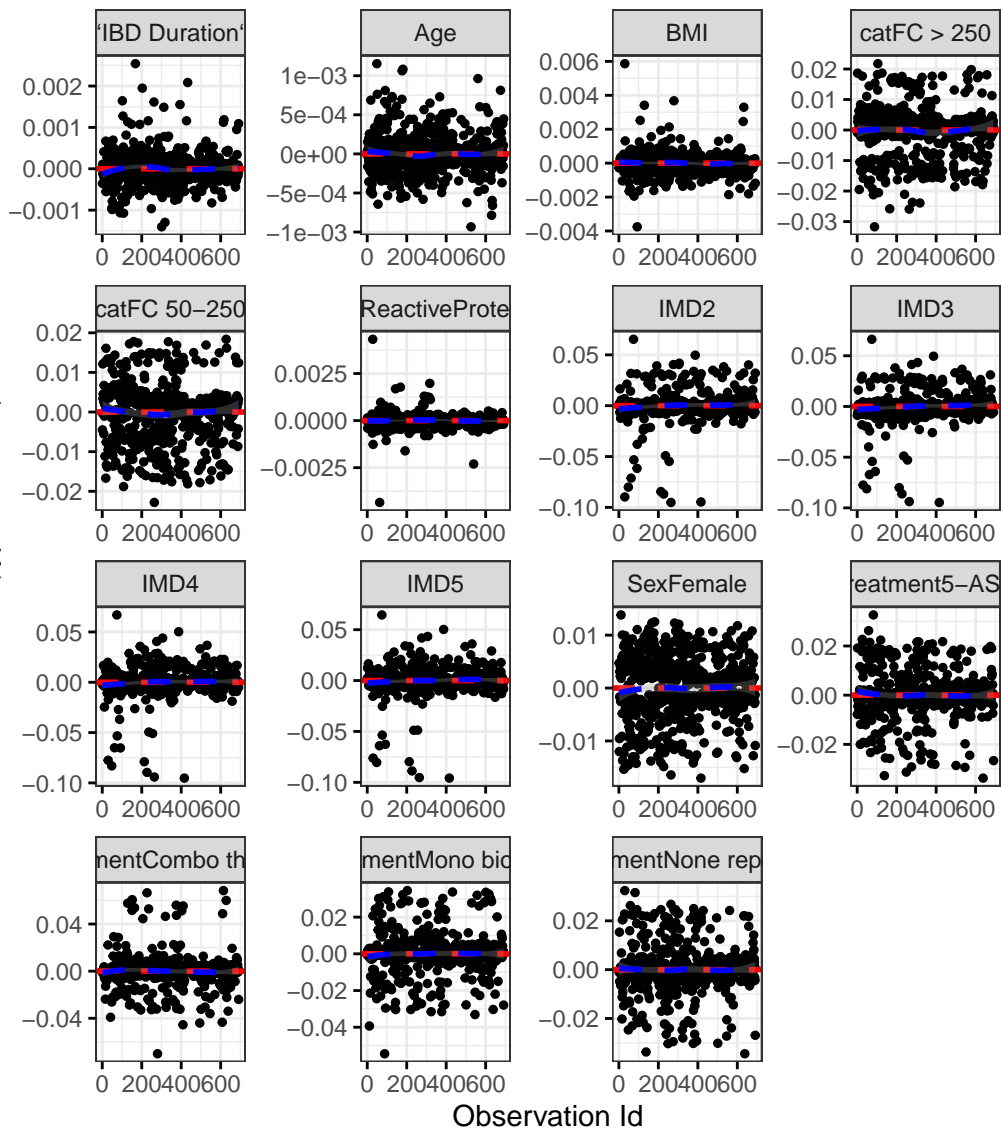 ‘IBD Duration‘ Age BMI catFC > 250
0.002 1e−03 0.006 0.02
0.001 5e−04 0.004 0.01
0.002 0.00
0.000 0e+00 0.000 −0.01
−0.001 −5e−04 −0.002 −0.02
−1e−03 −0.004 −0.03
0 200400600 0 200400600 0 200400600 0 200400600
catFC 50−250 ReactiveProte IMD2 IMD3
0.02
0.01 0.0025 0.05 0.05
0.00 0.0000 0.00 0.00
−0.01 −0.0025 −0.05 −0.05
−0.02 −0.10 −0.10
0 200400600 0 200400600 0 200400600 0 200400600
IMD4 IMD5 SexFemale eatment5−AS
0.05 0.05 0.01 0.02
0.00 0.00 0.00 0.00
−0.05 −0.05 −0.01 −0.02
−0.10 −0.10
0 200400600 0 200400600 0 200400600 0 200400600
mentCombo th mentMono bio mentNone rep
0.04 0.02 0.02
0.00 0.00 0.00
−0.04 −0.02 −0.02
−0.04
0 200400600 0 200400600 0 200400600
Observation Id